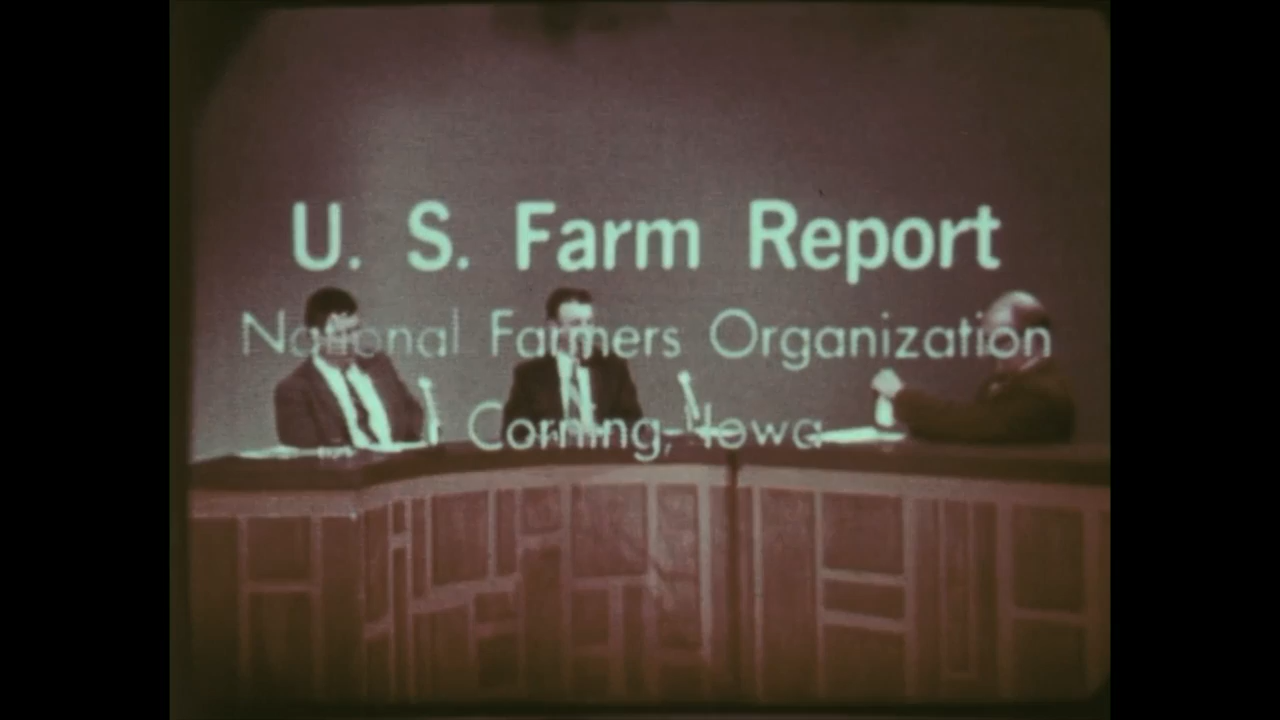 U. S. Farm Report
National Farmers Organization
Corning, Iowa